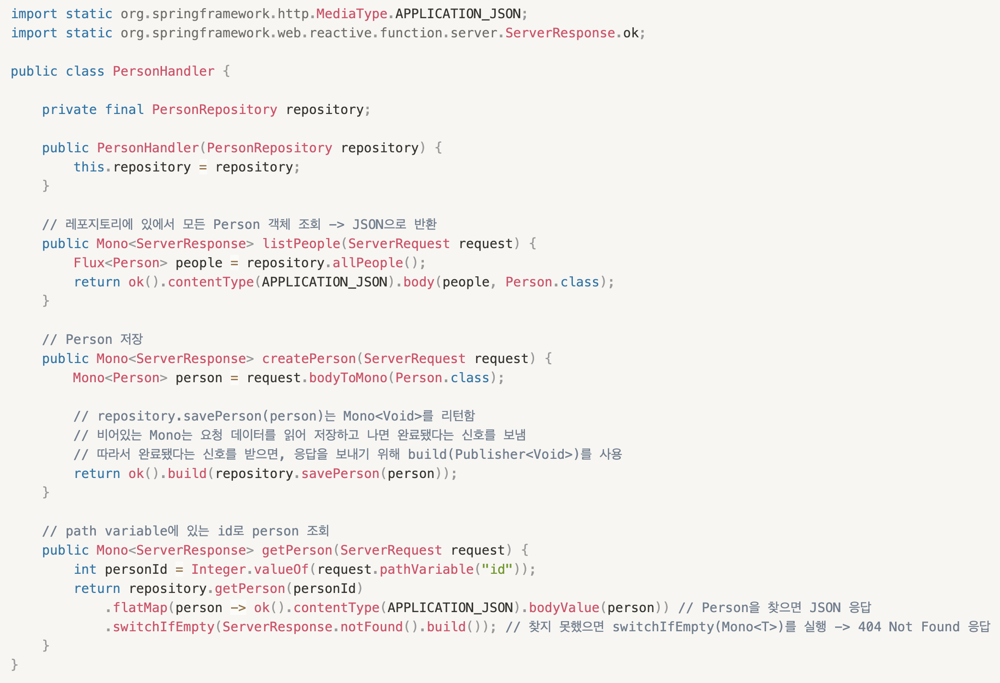 import static org.springframework.http.MediaType.APPLICATION_JSON;
import static org.springframework.web.reactive.function.server.ServerResponse.ok;

public class PersonHandler {

    private final PersonRepository repository;

    public PersonHandler(PersonRepository repository) {
        this.repository = repository;
    }

    // 레포지토리에 있에서 모든 Person 객체 조회 -> JSON으로 반환
    public Mono<ServerResponse> listPeople(ServerRequest request) {
        Flux<Person> people = repository.allPeople();
        return ok().contentType(APPLICATION_JSON).body(people, Person.class);
    }

    // Person 저장
    public Mono<ServerResponse> createPerson(ServerRequest request) {
        Mono<Person> person = request.bodyToMono(Person.class);

        // repository.savePerson(person)는 Mono<Void>를 리턴함
        // 비어있는 Mono는 요청 데이터를 읽어 저장하고 나면 완료됐다는 신호를 보냄
        // 따라서 완료됐다는 신호를 받으면, 응답을 보내기 위해 build(Publisher<Void>)를 사용
        return ok().build(repository.savePerson(person));
    }

    // path variable에 있는 id로 person 조회
    public Mono<ServerResponse> getPerson(ServerRequest request) {
        int personId = Integer.valueOf(request.pathVariable("id"));
        return repository.getPerson(personId)
            .flatMap(person -> ok().contentType(APPLICATION_JSON).bodyValue(person)) // Person을 찾으면 JSON 응답
            .switchIfEmpty(ServerResponse.notFound().build()); // 찾지 못했으면 switchIfEmpty(Mono<T>)를 실행 -> 404 Not Found 응답
    }
}